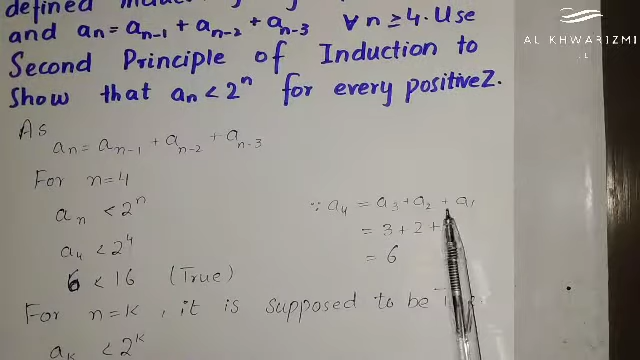 defined
and aₙ = aₙ₋₁ + aₙ₋₂ + aₙ₋₃ ∀ n ≥ 4. Use
Second Principle of Induction to
Show that aₙ < 2ⁿ for every positive Z.
AL KHWARIZMI
As
aₙ = aₙ₋₁ + aₙ₋₂ + aₙ₋₃
For n = 4
aₙ < 2ⁿ
a₄ < 2⁴
6 < 16 (True)
∵ a₄ = a₃ + a₂ + a₁
= 3 + 2 +
= 6
For n = K, it is supposed to be
aₖ < 2ᴷ